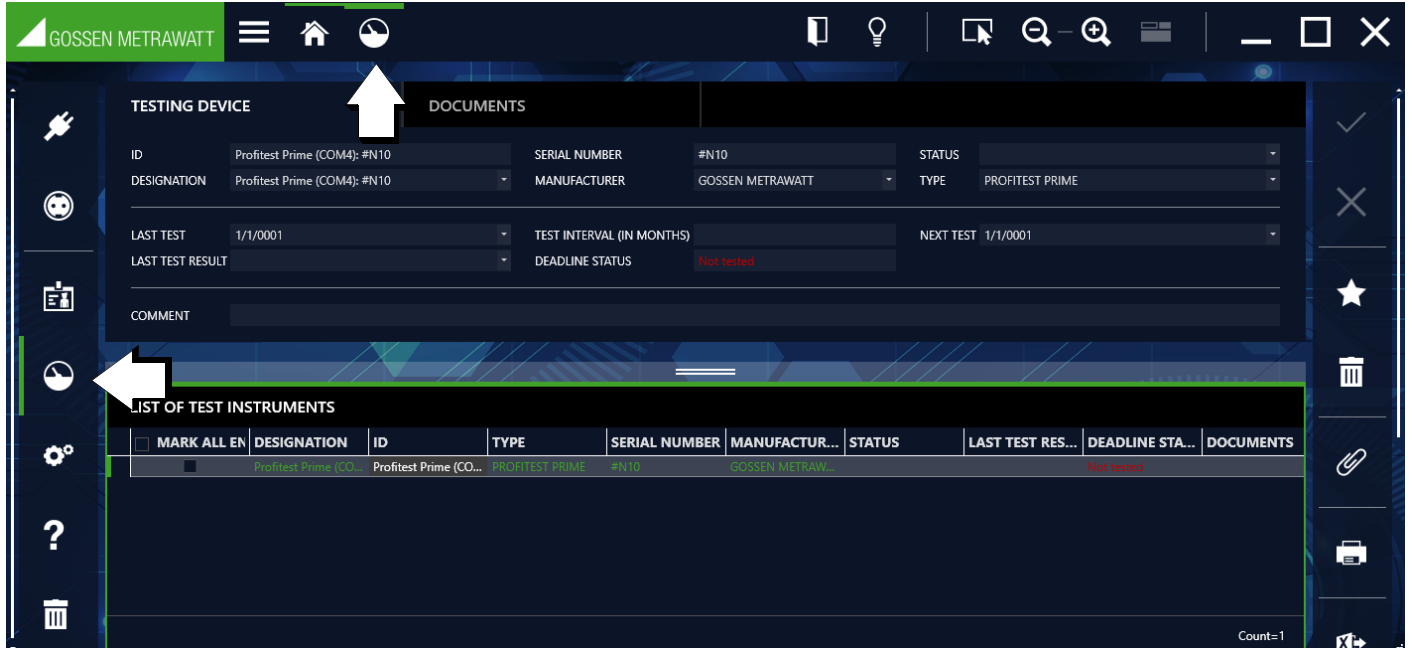 GOSSEN METRAWATT
TESTING DEVICE DOCUMENTS
ID Profitest Prime (COM4): #N10 SERIAL NUMBER #N10 STATUS
DESIGNATION Profitest Prime (COM4): #N10 MANUFACTURER GOSSEN METRAWATT TYPE PROFITEST PRIME
LAST TEST 1/1/0001 TEST INTERVAL (IN MONTHS) NEXT TEST 1/1/0001
LAST TEST RESULT DEADLINE STATUS Not tested
COMMENT
LIST OF TEST INSTRUMENTS
MARK ALL EN DESIGNATION ID TYPE SERIAL NUMBER MANUFACTUR... STATUS LAST TEST RES... DEADLINE STA... DOCUMENTS
Profitest Prime (CO... Profitest Prime (CO... PROFITEST PRIME #N10 GOSSEN METRAW... Not tested
Count=1